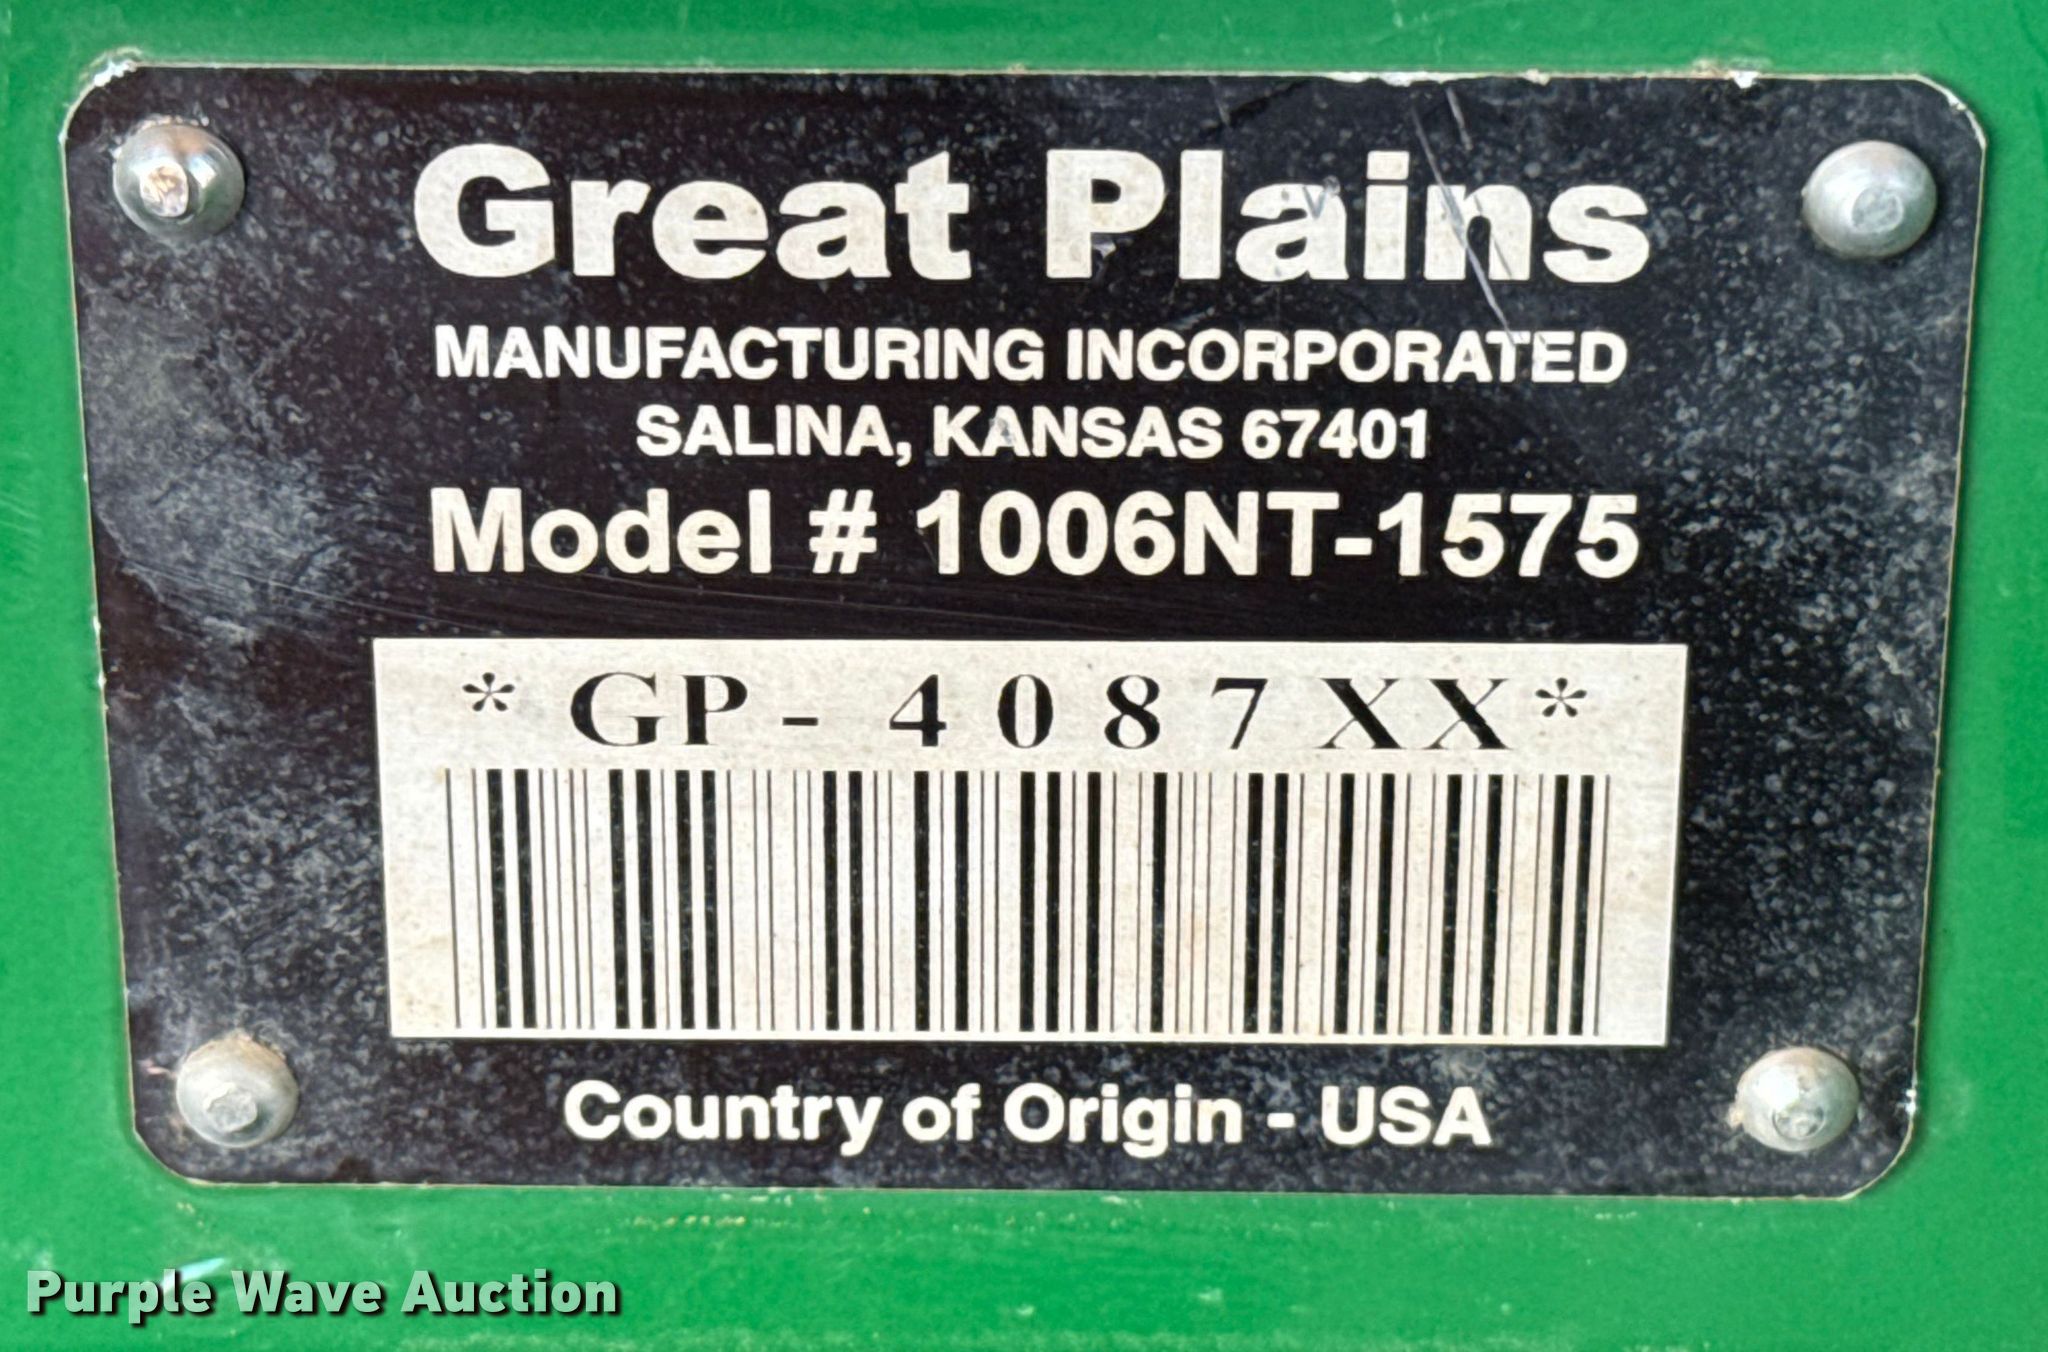 Great Plains
MANUFACTURING INCORPORATED
SALINA, KANSAS 67401
Model # 1006NT-1575
*GP-4087XX*
Country of Origin - USA
Purple Wave Auction